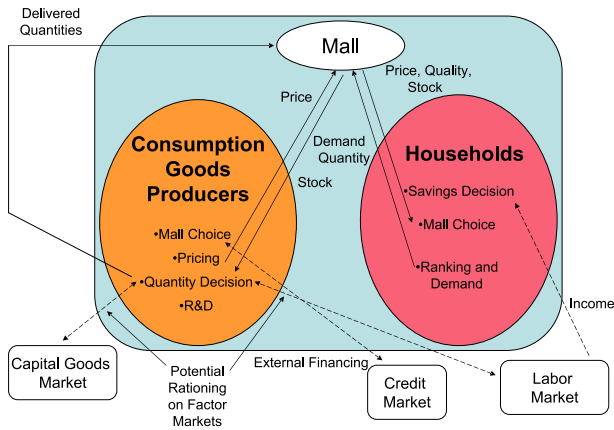 Delivered
Quantities
Mall
Price
Price, Quality,
Stock
Consumption
Goods
Producers
Demand
Quantity
Stock
Households
•Savings Decision
•Mall Choice
•Ranking and
Demand
•Mall Choice
•Pricing
•Quantity Decision
•R&D
Income
Capital Goods
Market
Potential
Rationing
on Factor
Markets
External Financing
Credit
Market
Labor
Market